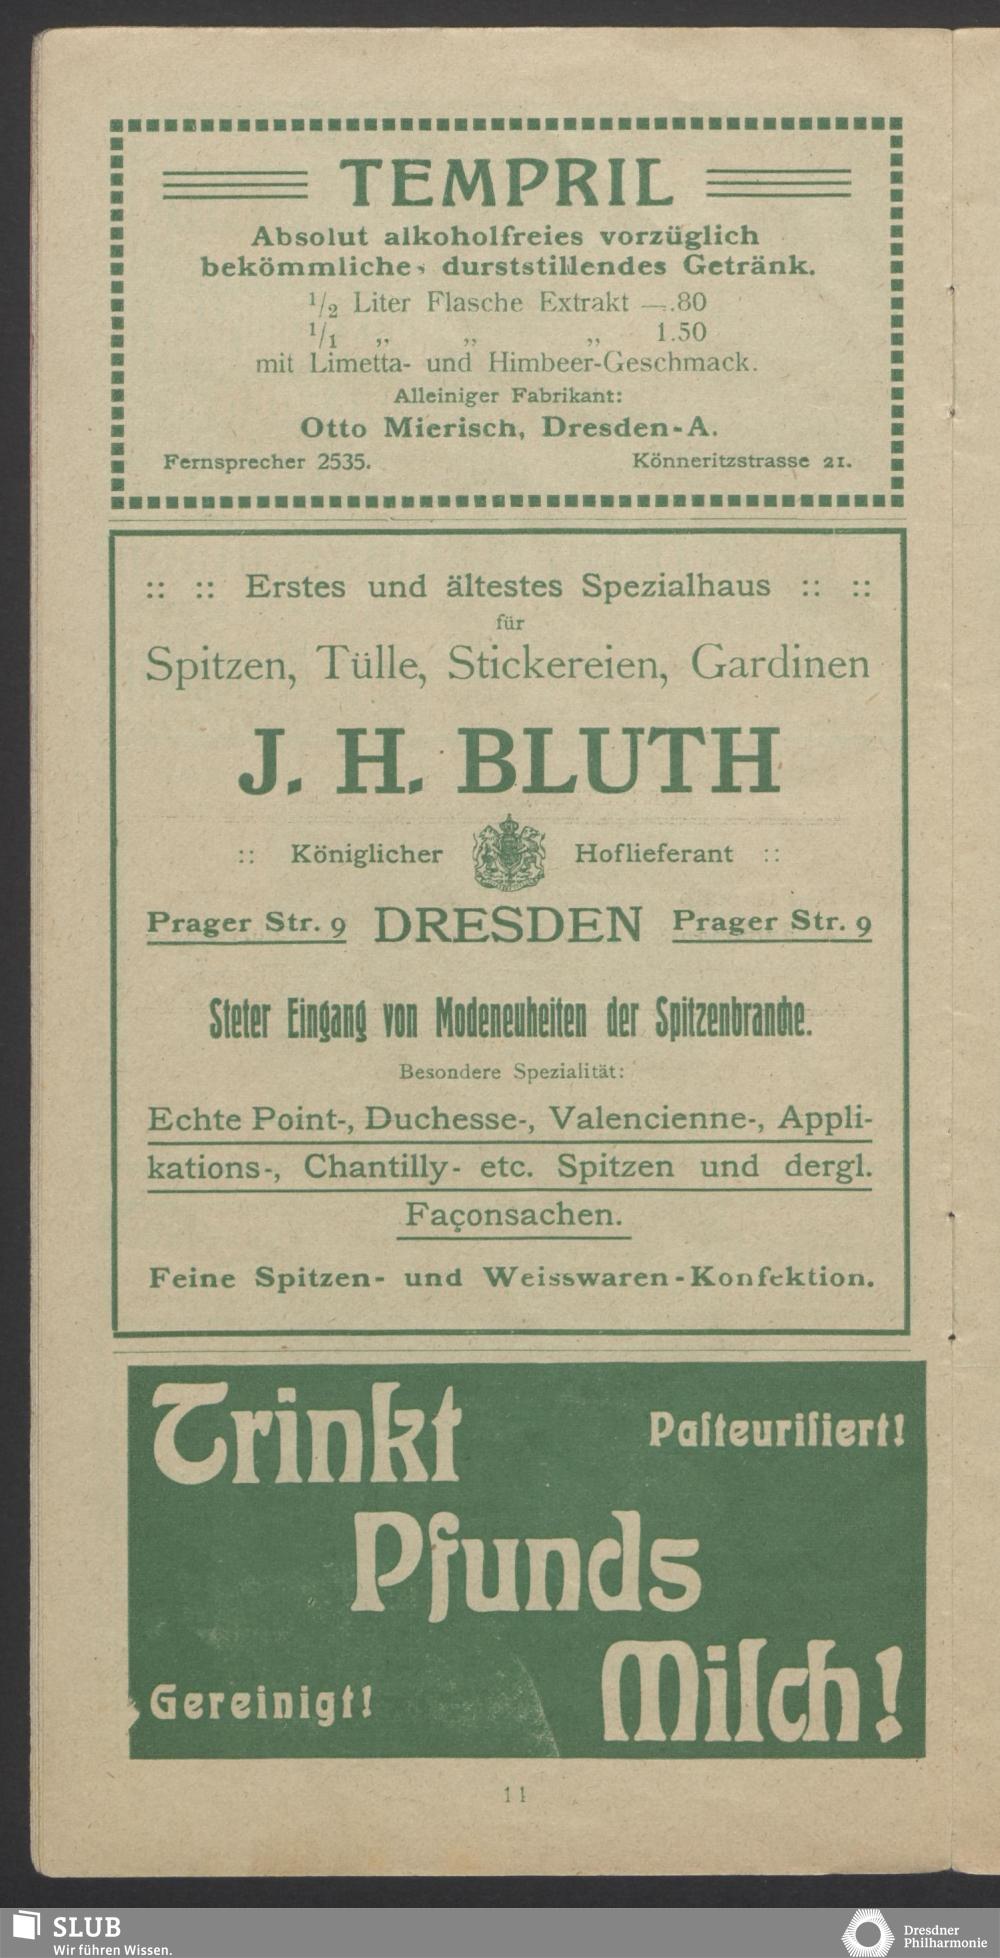 TEMPRIL
Absolut alkoholfreies vorzüglich
bekömmliches durststillendes Getränk.
1/2 Liter Flasche Extrakt —.80
1/1 „ „ „ 1.50
mit Limetta- und Himbeer-Geschmack.
Alleiniger Fabrikant:
Otto Mierisch, Dresden-A.
Fernsprecher 2535. Könneritzstrasse 21.
:: :: Erstes und ältestes Spezialhaus :: ::
für
Spitzen, Tülle, Stickereien, Gardinen
J. H. BLUTH
:: Königlicher Hoflieferant ::
Prager Str. 9 DRESDEN Prager Str. 9
Steter Eingang von Modeneuheiten der Spitzenbranche.
Besondere Spezialität:
Echte Point-, Duchesse-, Valencienne-, Appli-
kations-, Chantilly- etc. Spitzen und dergl.
Façonsachen.
Feine Spitzen- und Weisswaren-Konfektion.
Trinkt Paſteuriſiert!
Pfunds
Gereinigt! Milch!
11
SLUB
Wir führen Wissen.
Dresdner
Philharmonie